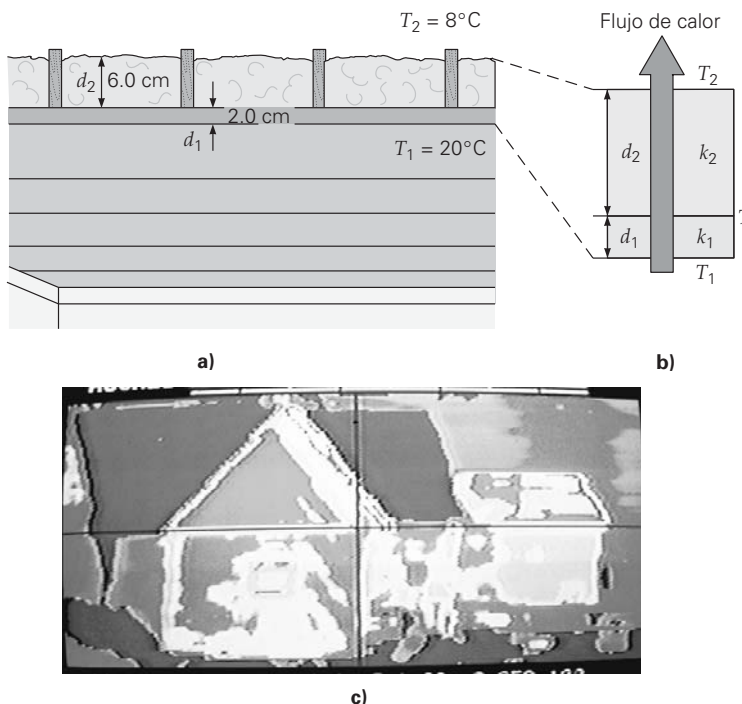 T₂ = 8°C
d₂ 6.0 cm
2.0 cm
d₁
T₁ = 20°C
Flujo de calor
T₂
d₂ k₂
T
d₁ k₁
T₁
a)
b)
c)